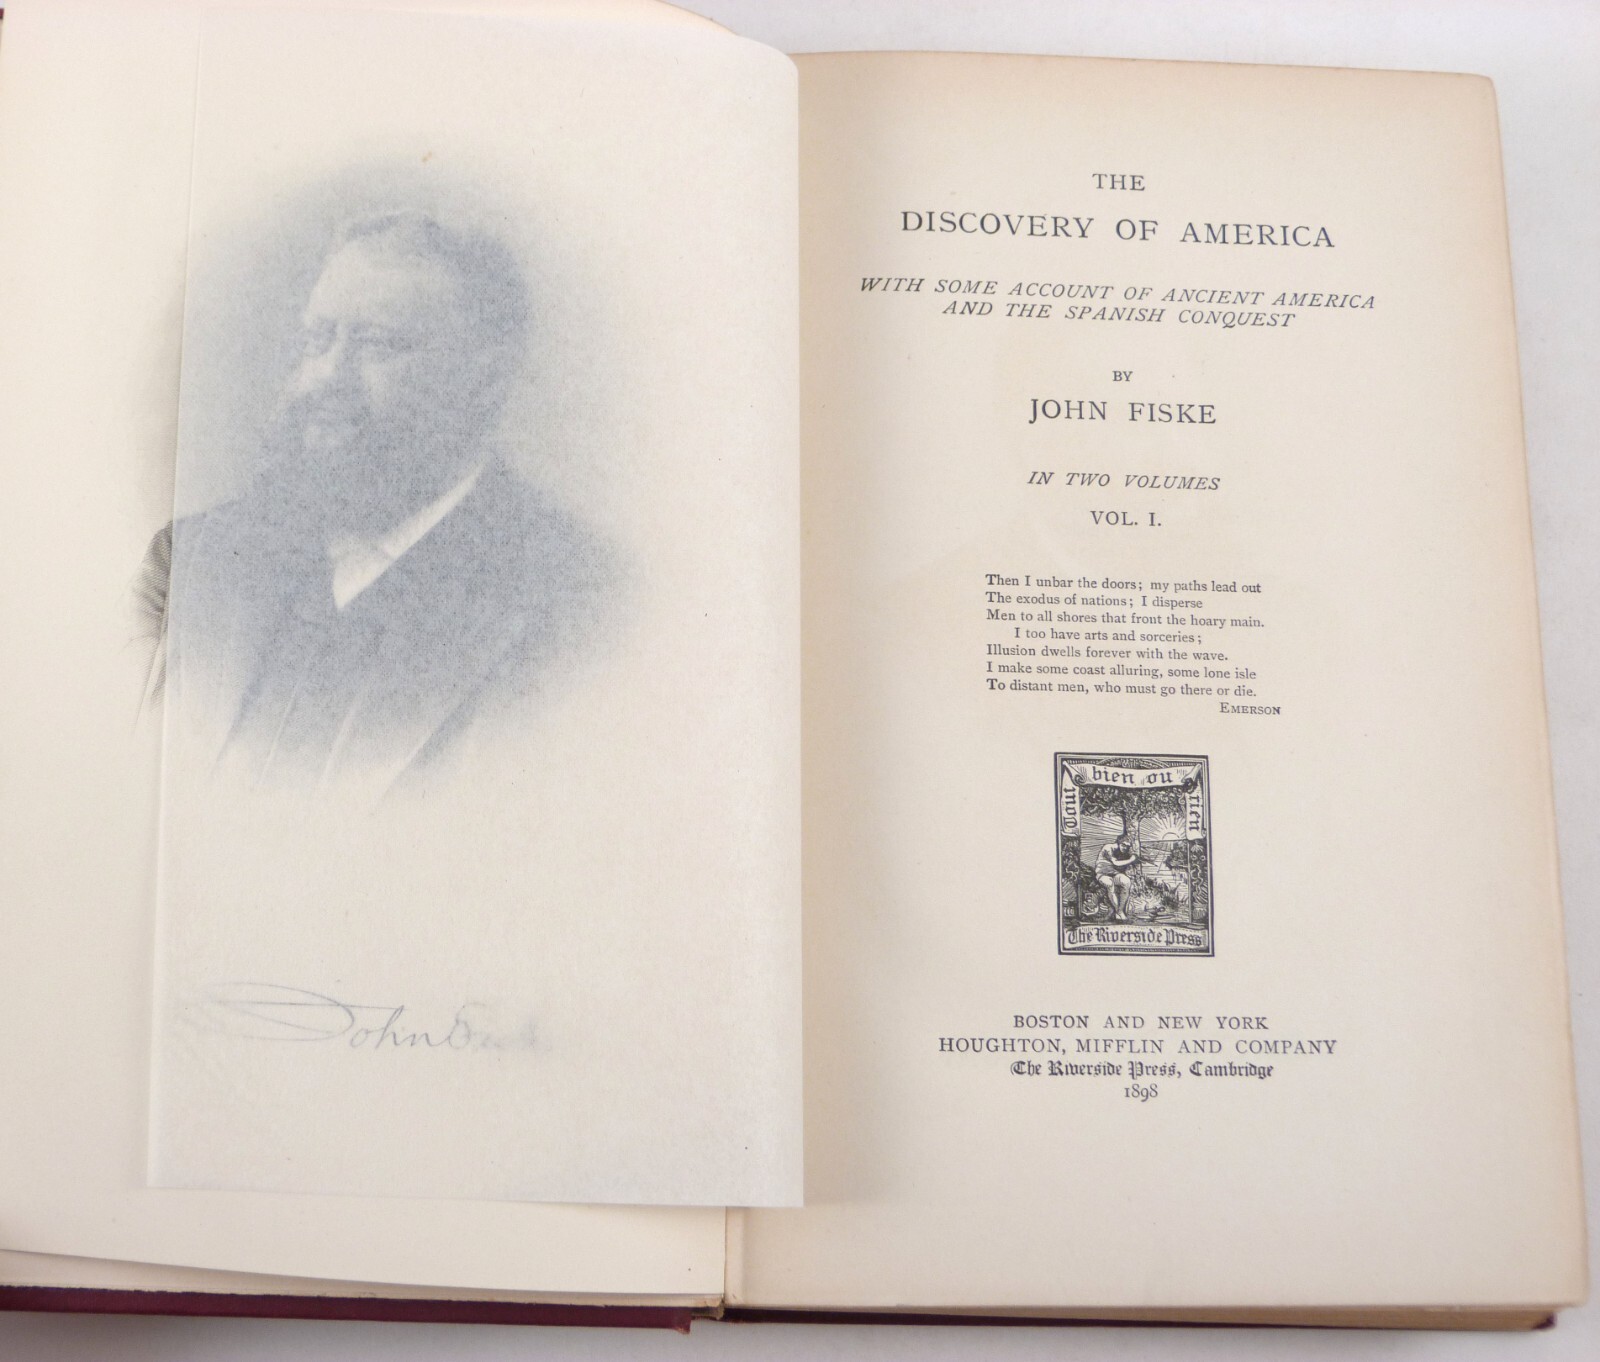 John
THE
DISCOVERY OF AMERICA
WITH SOME ACCOUNT OF ANCIENT AMERICA
AND THE SPANISH CONQUEST
BY
JOHN FISKE
IN TWO VOLUMES
VOL. I.
Then I unbar the doors; my paths lead out
The exodus of nations; I disperse
Men to all shores that front the hoary main.
I too have arts and sorceries;
Illusion dwells forever with the wave.
I make some coast alluring, some lone isle
To distant men, who must go there or die.
EMERSON
Tout bien ou rien
The Riverside Press
BOSTON AND NEW YORK
HOUGHTON, MIFFLIN AND COMPANY
The Riverside Press, Cambridge
1898